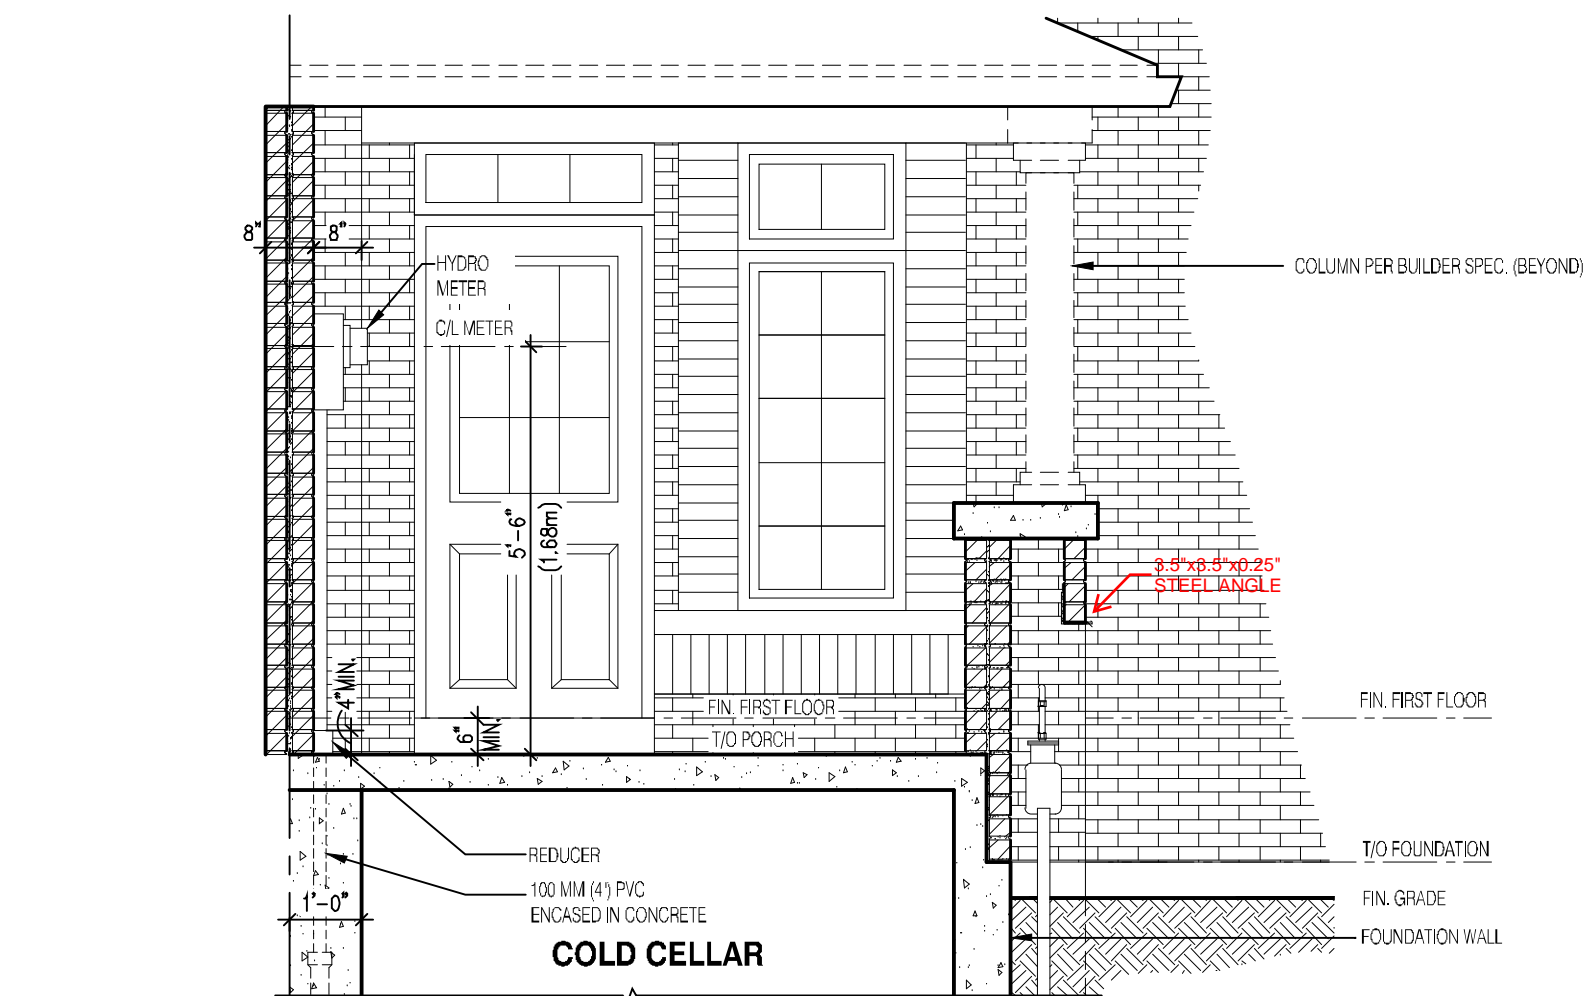 8"
8"
HYDRO
METER
C/L METER
COLUMN PER BUILDER SPEC. (BEYOND)
5'-6"
(1.68m)
3.5"x3.5"x0.25"
STEEL ANGLE
4" MIN.
6"
MIN.
FIN. FIRST FLOOR
T/O PORCH
FIN. FIRST FLOOR
REDUCER
T/O FOUNDATION
100 MM (4") PVC
ENCASED IN CONCRETE
1'-0"
FIN. GRADE
FOUNDATION WALL
COLD CELLAR